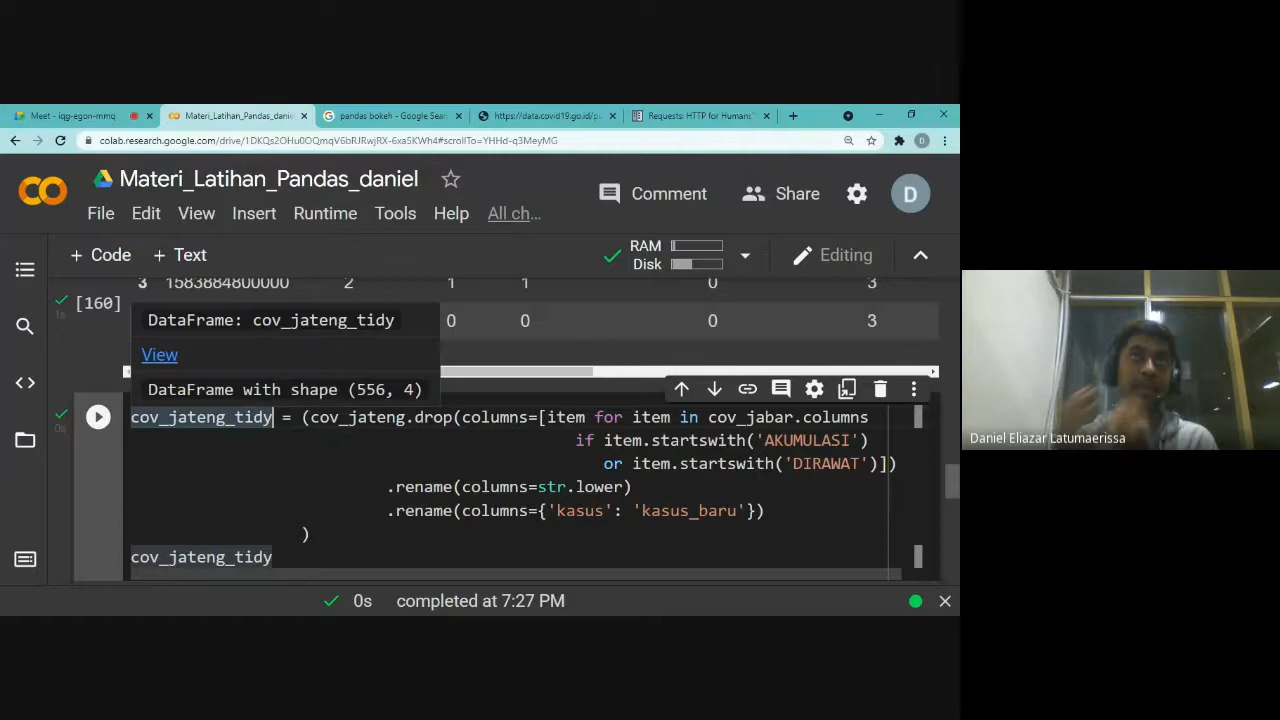 Meet - iqg-egon-mmq
Materi_Latihan_Pandas_danie
pandas bokeh - Google Sear
https://data.covid19.go.id/p
Requests: HTTP for Humans™
colab.research.google.com/drive/1DKQs2OHu0OQmqV6bRJRwjRX-6xa5KWh4#scrollTo=YHHd-q3MeyMG
D
Materi_Latihan_Pandas_daniel
Comment
Share
D
File Edit View Insert Runtime Tools Help All ch...
+ Code + Text
RAM
Disk
Editing
3 1583884800000 2 1 1 0 3
[160]
1s
0 0 0 3
DataFrame: cov_jateng_tidy
View
DataFrame with shape (556, 4)
0s
cov_jateng_tidy = (cov_jateng.drop(columns=[item for item in cov_jabar.columns
if item.startswith('AKUMULASI')
or item.startswith('DIRAWAT')])
.rename(columns=str.lower)
.rename(columns={'kasus': 'kasus_baru'})
)
cov_jateng_tidy
0s completed at 7:27 PM
Daniel Eliazar Latumaerissa